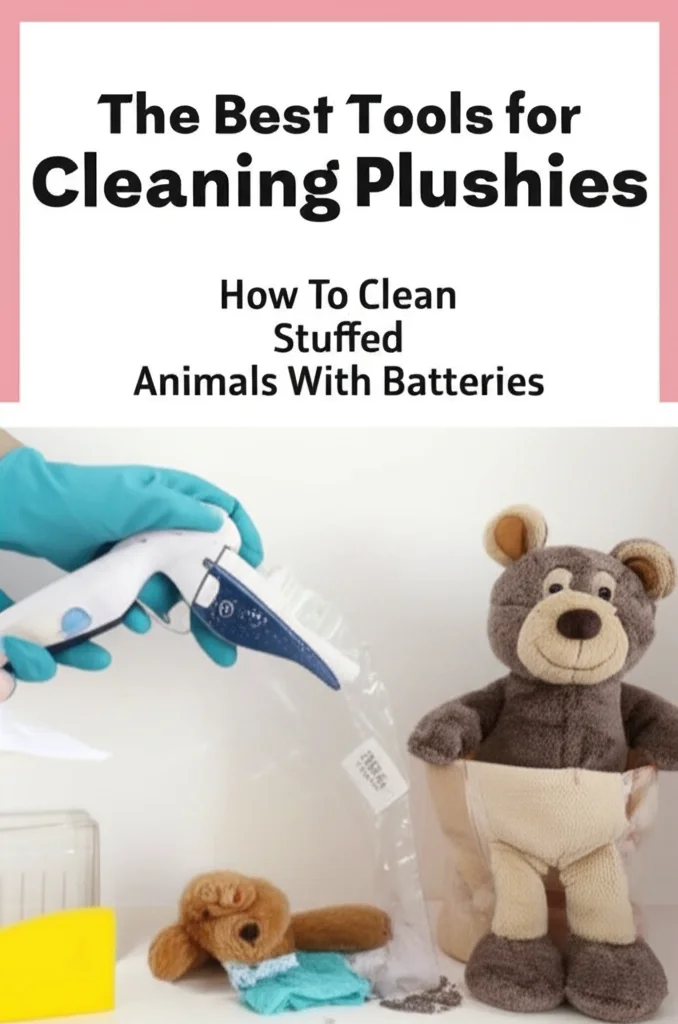 The Best Tools for
Cleaning Plushies
How To Clean
Stuffed
Animals With Batteries